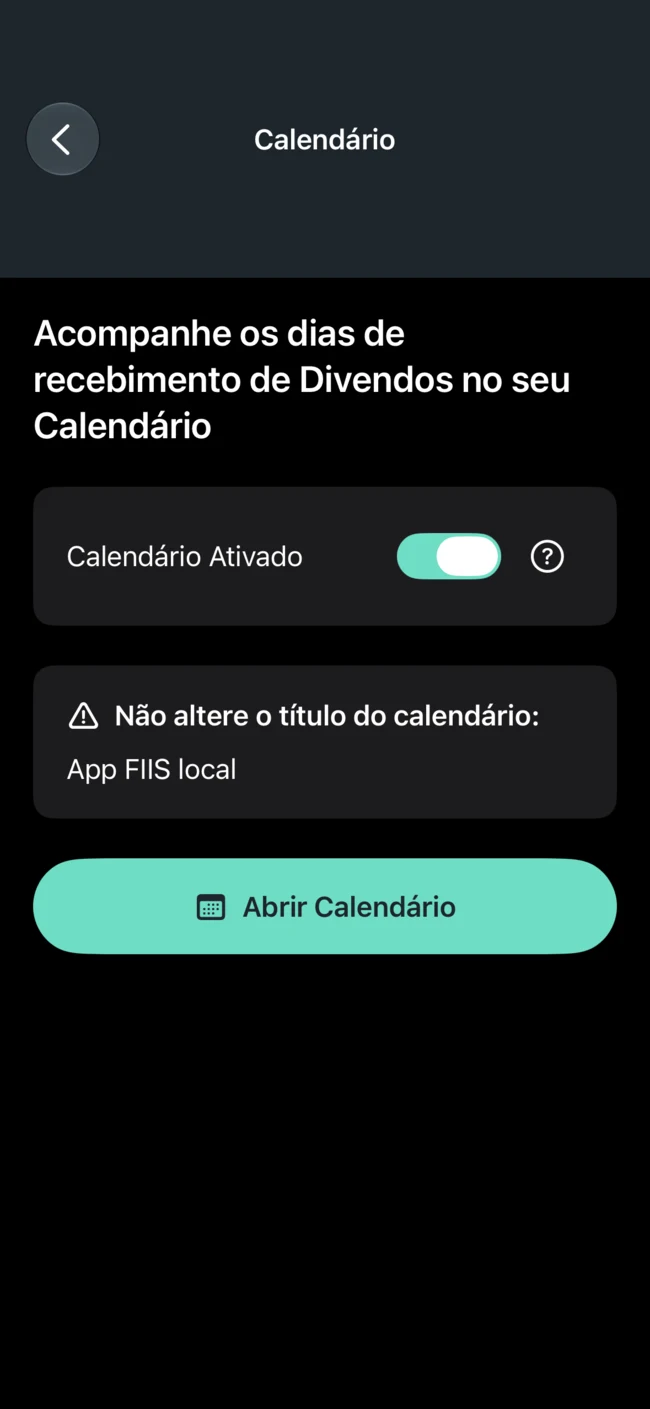 Calendário
Acompanhe os dias de
recebimento de Divendos no seu
Calendário
Calendário Ativado
?
Não altere o título do calendário:
App FIIS local
Abrir Calendário